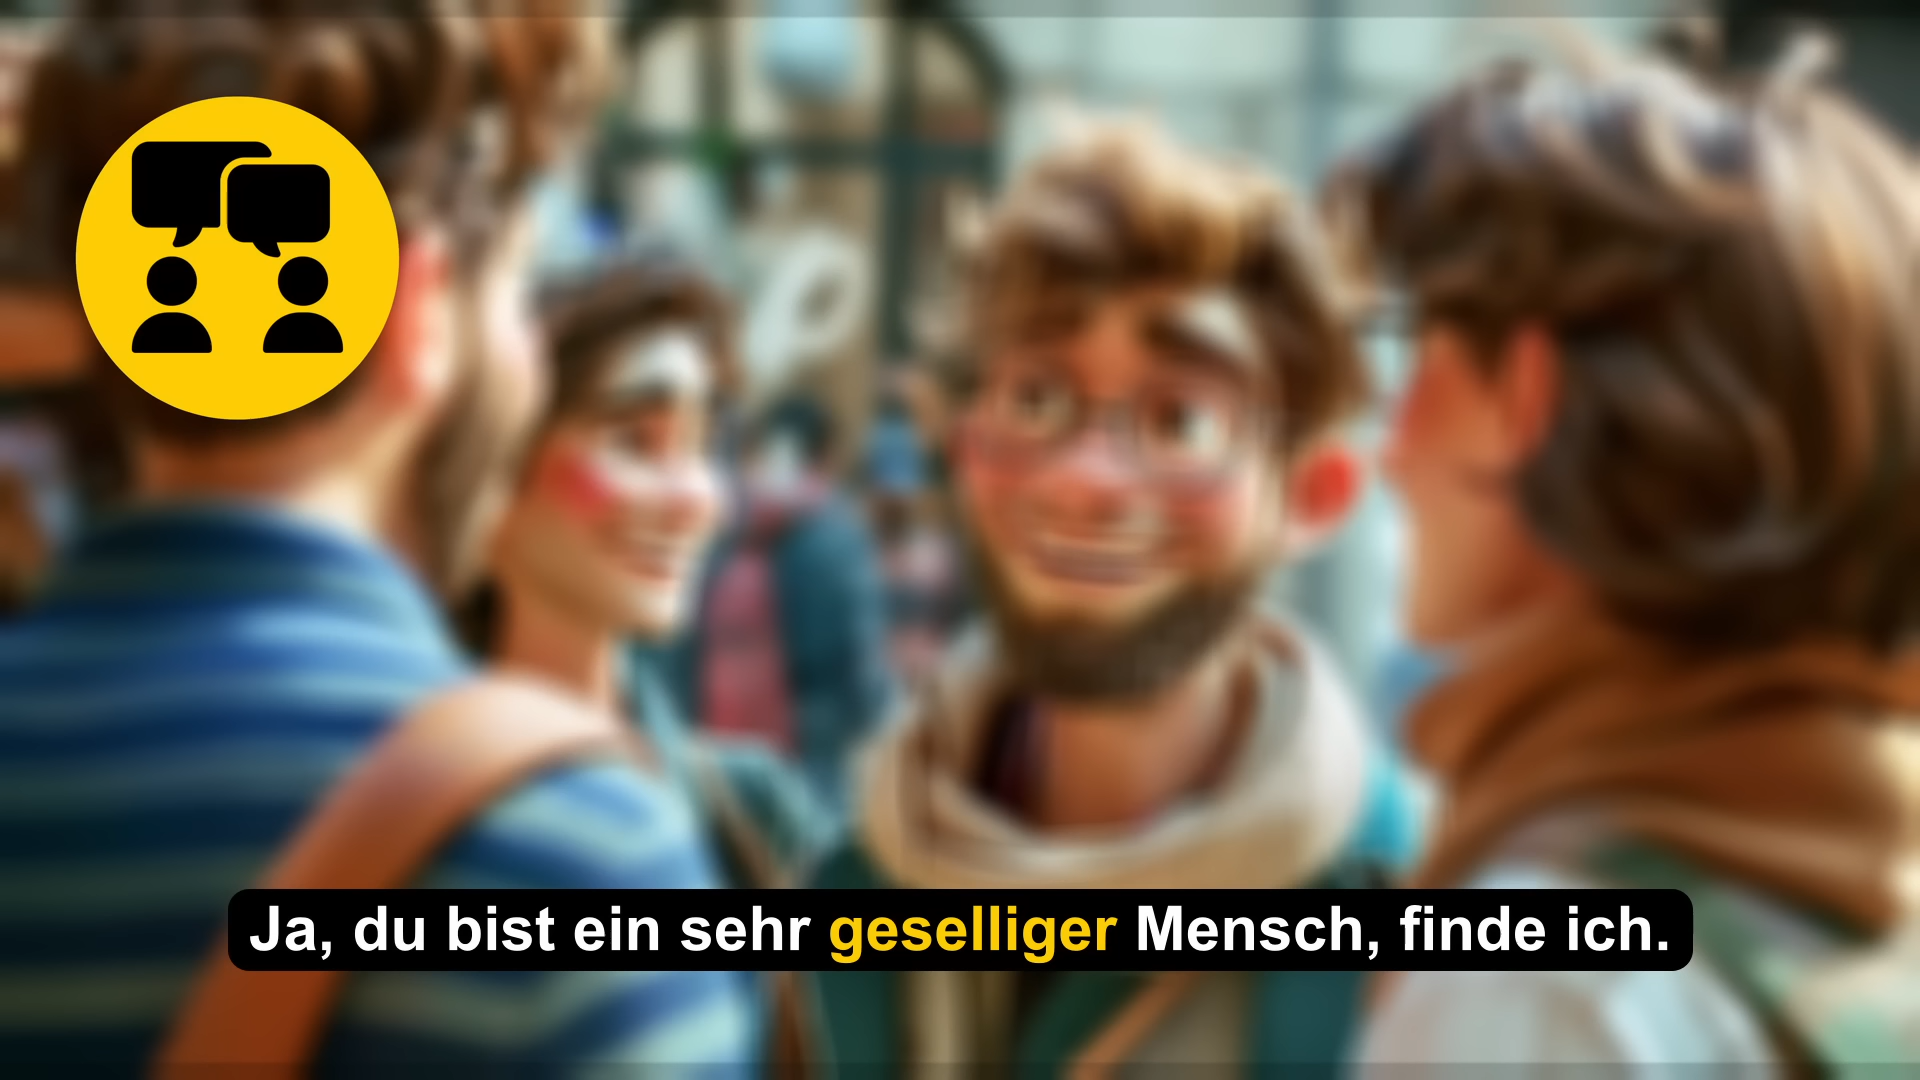 Ja, du bist ein sehr geselliger Mensch, finde ich.